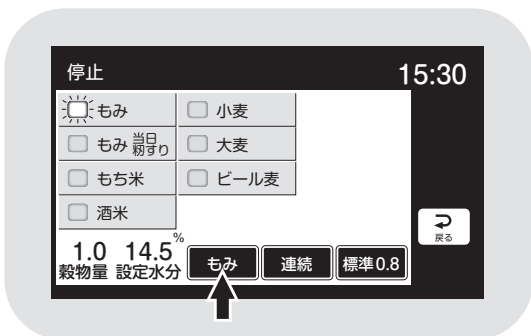 停止 15:30
もみ 小麦
もみ 当日籾すり 大麦
もち米 ビール麦
酒米
戻る
1.0 14.5%
穀物量 設定水分
もみ 連続 標準0.8